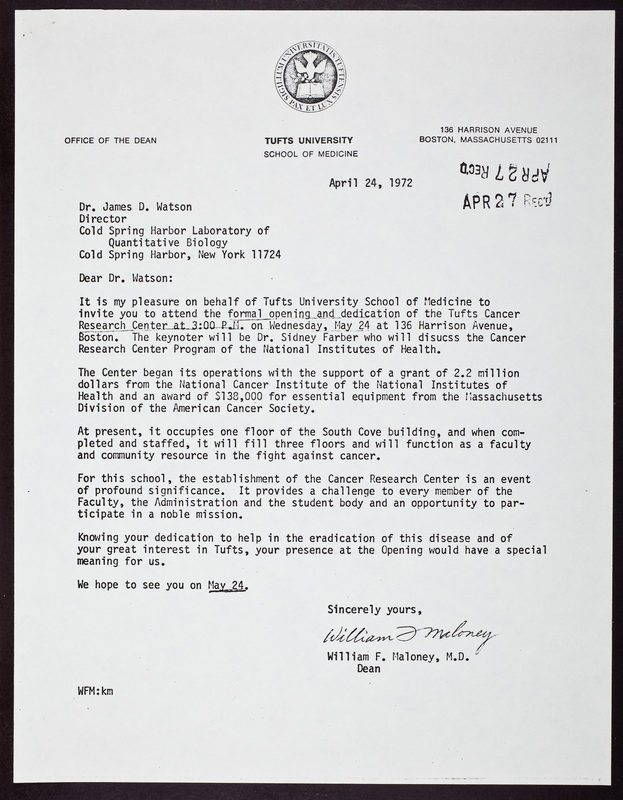 SIGILLUM UNIVERSITATIS TUFTENSIS
PAX ET LUX
OFFICE OF THE DEAN
TUFTS UNIVERSITY
SCHOOL OF MEDICINE
136 HARRISON AVENUE
BOSTON, MASSACHUSETTS 02111
April 24, 1972
APR 27 REC'D
APR 27 REC'D
Dr. James D. Watson
Director
Cold Spring Harbor Laboratory of
Quantitative Biology
Cold Spring Harbor, New York 11724
Dear Dr. Watson:
It is my pleasure on behalf of Tufts University School of Medicine to
invite you to attend the formal opening and dedication of the Tufts Cancer
Research Center at 3:00 P.M. on Wednesday, May 24 at 136 Harrison Avenue,
Boston. The keynoter will be Dr. Sidney Farber who will disucss the Cancer
Research Center Program of the National Institutes of Health.
The Center began its operations with the support of a grant of 2.2 million
dollars from the National Cancer Institute of the National Institutes of
Health and an award of $138,000 for essential equipment from the Massachusetts
Division of the American Cancer Society.
At present, it occupies one floor of the South Cove building, and when com-
pleted and staffed, it will fill three floors and will function as a faculty
and community resource in the fight against cancer.
For this school, the establishment of the Cancer Research Center is an event
of profound significance. It provides a challenge to every member of the
Faculty, the Administration and the student body and an opportunity to par-
ticipate in a noble mission.
Knowing your dedication to help in the eradication of this disease and of
your great interest in Tufts, your presence at the Opening would have a special
meaning for us.
We hope to see you on May 24.
Sincerely yours,
William F Maloney
William F. Maloney, M.D.
Dean
WFM:km